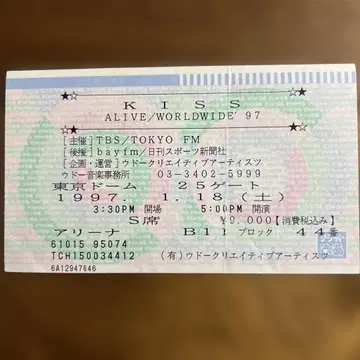 ★☆ ☆★
KISS
ALIVE/WORLDWIDE '97
[主催] TBS/TOKYO FM
[後援] bayfm/日刊スポーツ新聞社
[企画・運営] ウドークリエイティブアーティスツ
ウドー音楽事務所 03-3402-5999
東京ドーム 25ゲート
1997. 1.18(土)
3:30PM 開場 5:00PM 開演
S席 ¥9,000【消費税込み】
アリーナ B11 ブロック 44番
61015 95074
TCH150034412 (有)ウドークリエイティブアーティスツ
6A12947046